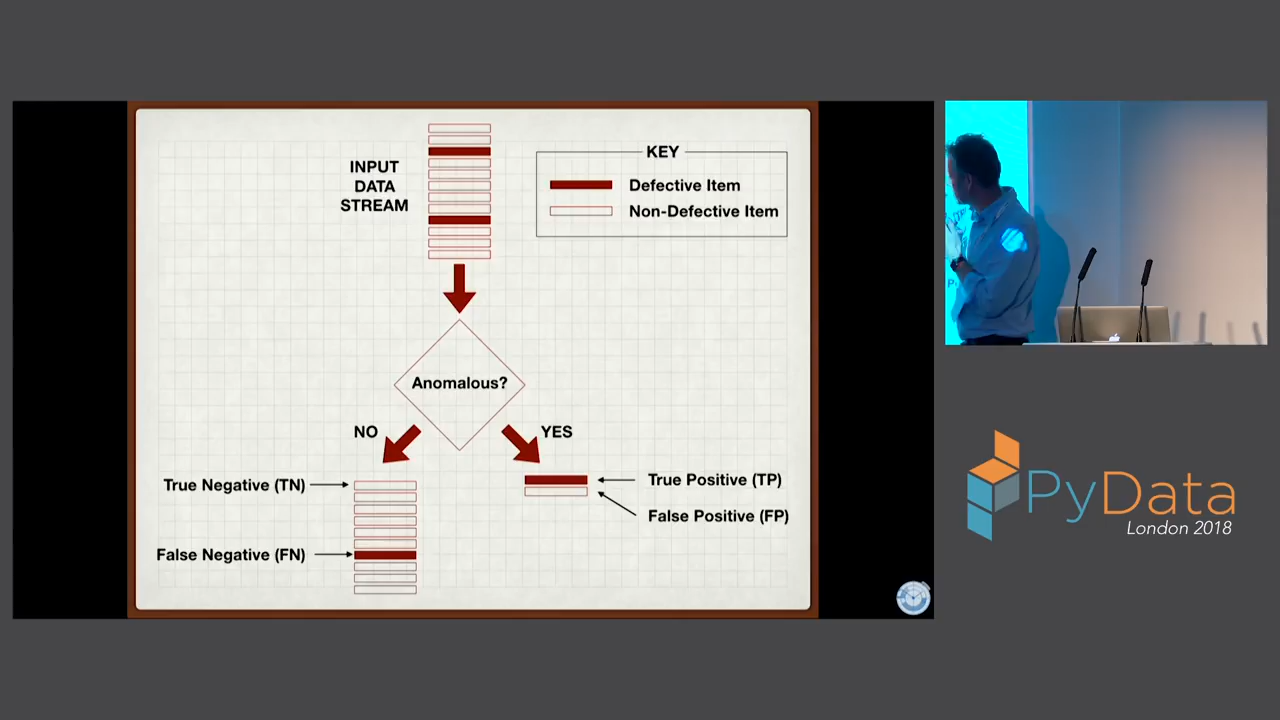 INPUT
DATA
STREAM
KEY
Defective Item
Non-Defective Item
Anomalous?
NO
YES
True Negative (TN)
True Positive (TP)
False Positive (FP)
False Negative (FN)
PyData
London 2018